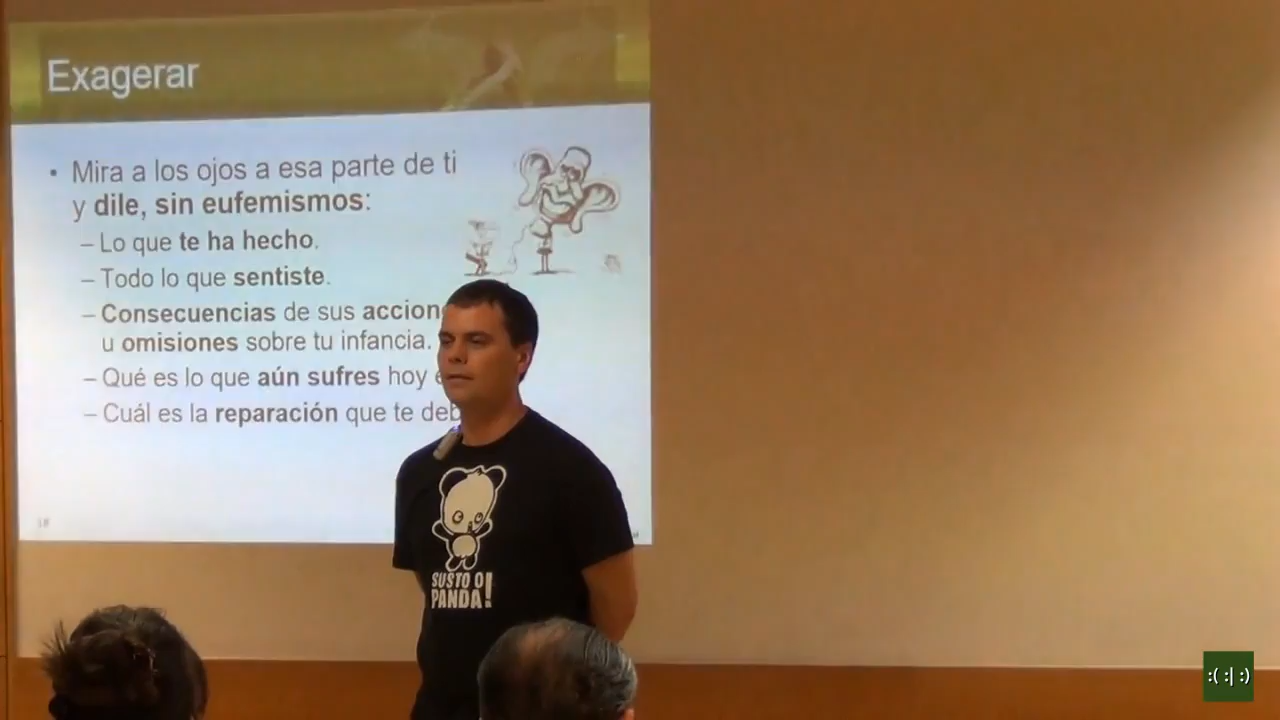 Exagerar
• Mira a los ojos a esa parte de ti
y dile, sin eufemismos:
– Lo que te ha hecho.
– Todo lo que sentiste.
– Consecuencias de sus
u omisiones sobre tu infancia.
– Qué es lo que aún sufres hoy
– Cuál es la reparación que te
18
SUSTO O
PANDA!
:( :| :)